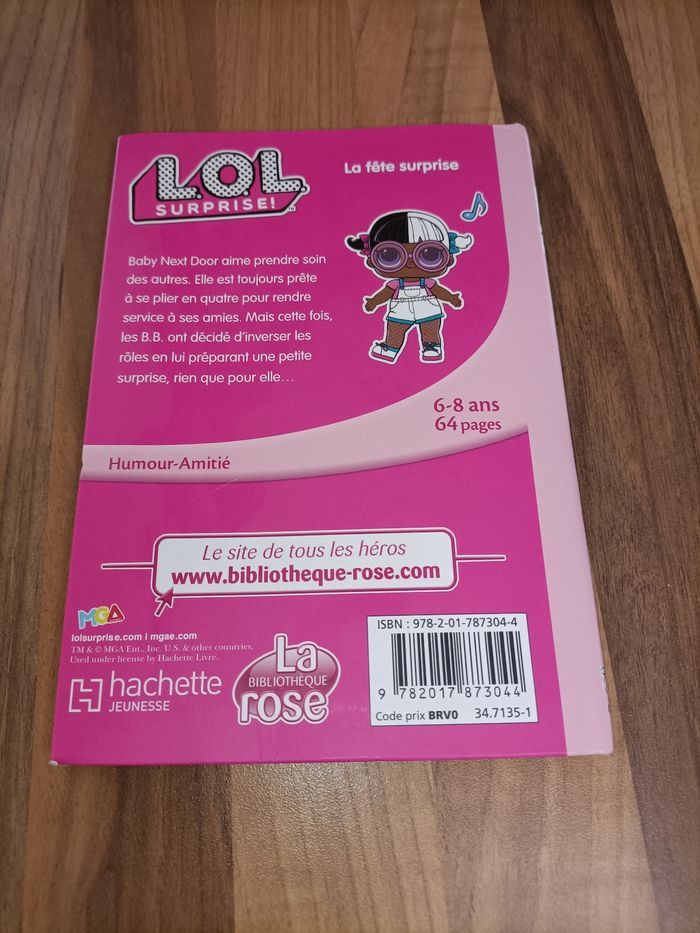 L.O.L.
SURPRISE!™
La fête surprise
Baby Next Door aime prendre soin
des autres. Elle est toujours prête
à se plier en quatre pour rendre
service à ses amies. Mais cette fois,
les B.B. ont décidé d'inverser les
rôles en lui préparant une petite
surprise, rien que pour elle...
6-8 ans
64 pages
Humour-Amitié
Le site de tous les héros
www.bibliotheque-rose.com
MGA
lolsurprise.com | mgae.com
TM & © MGA Ent., Inc. U.S. & other countries.
Used under license by Hachette Livre.
hachette
JEUNESSE
La
BIBLIOTHÈQUE
rose
ISBN : 978-2-01-787304-4
9 782017 873044
Code prix BRV0 34.7135-1